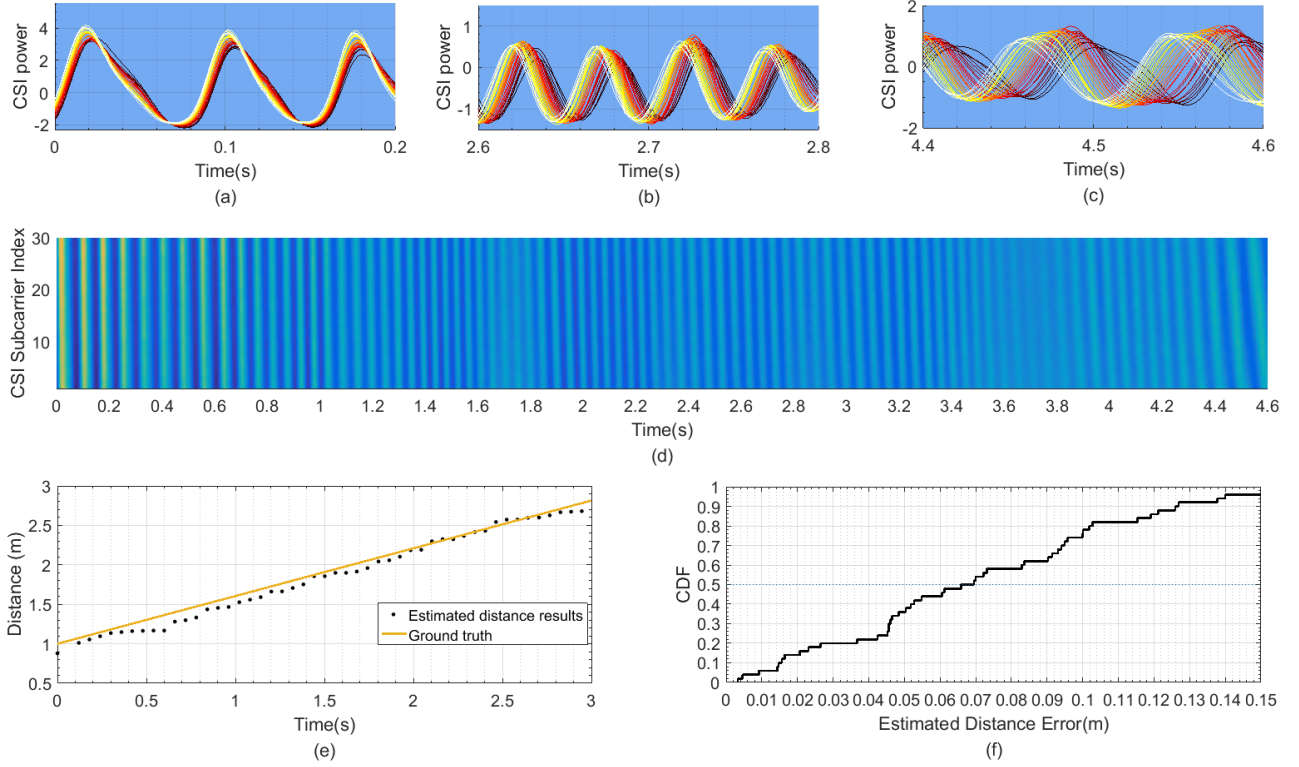 CSI power
4
2
0
-2
0
0.1
0.2
Time(s)
(a)
CSI power
1
0
-1
2.6
2.7
2.8
Time(s)
(b)
CSI power
2
0
-2
4.4
4.5
4.6
Time(s)
(c)
CSI Subcarrier Index
30
20
10
0 0.2 0.4 0.6 0.8 1 1.2 1.4 1.6 1.8 2 2.2 2.4 2.6 2.8 3 3.2 3.4 3.6 3.8 4 4.2 4.4 4.6
Time(s)
(d)
Distance (m)
3
2.5
2
1.5
1
0.5
0 0.5 1 1.5 2 2.5 3
Estimated distance results
Ground truth
Time(s)
(e)
CDF
1
0.9
0.8
0.7
0.6
0.5
0.4
0.3
0.2
0.1
0
0 0.01 0.02 0.03 0.04 0.05 0.06 0.07 0.08 0.09 0.1 0.11 0.12 0.13 0.14 0.15
Estimated Distance Error(m)
(f)